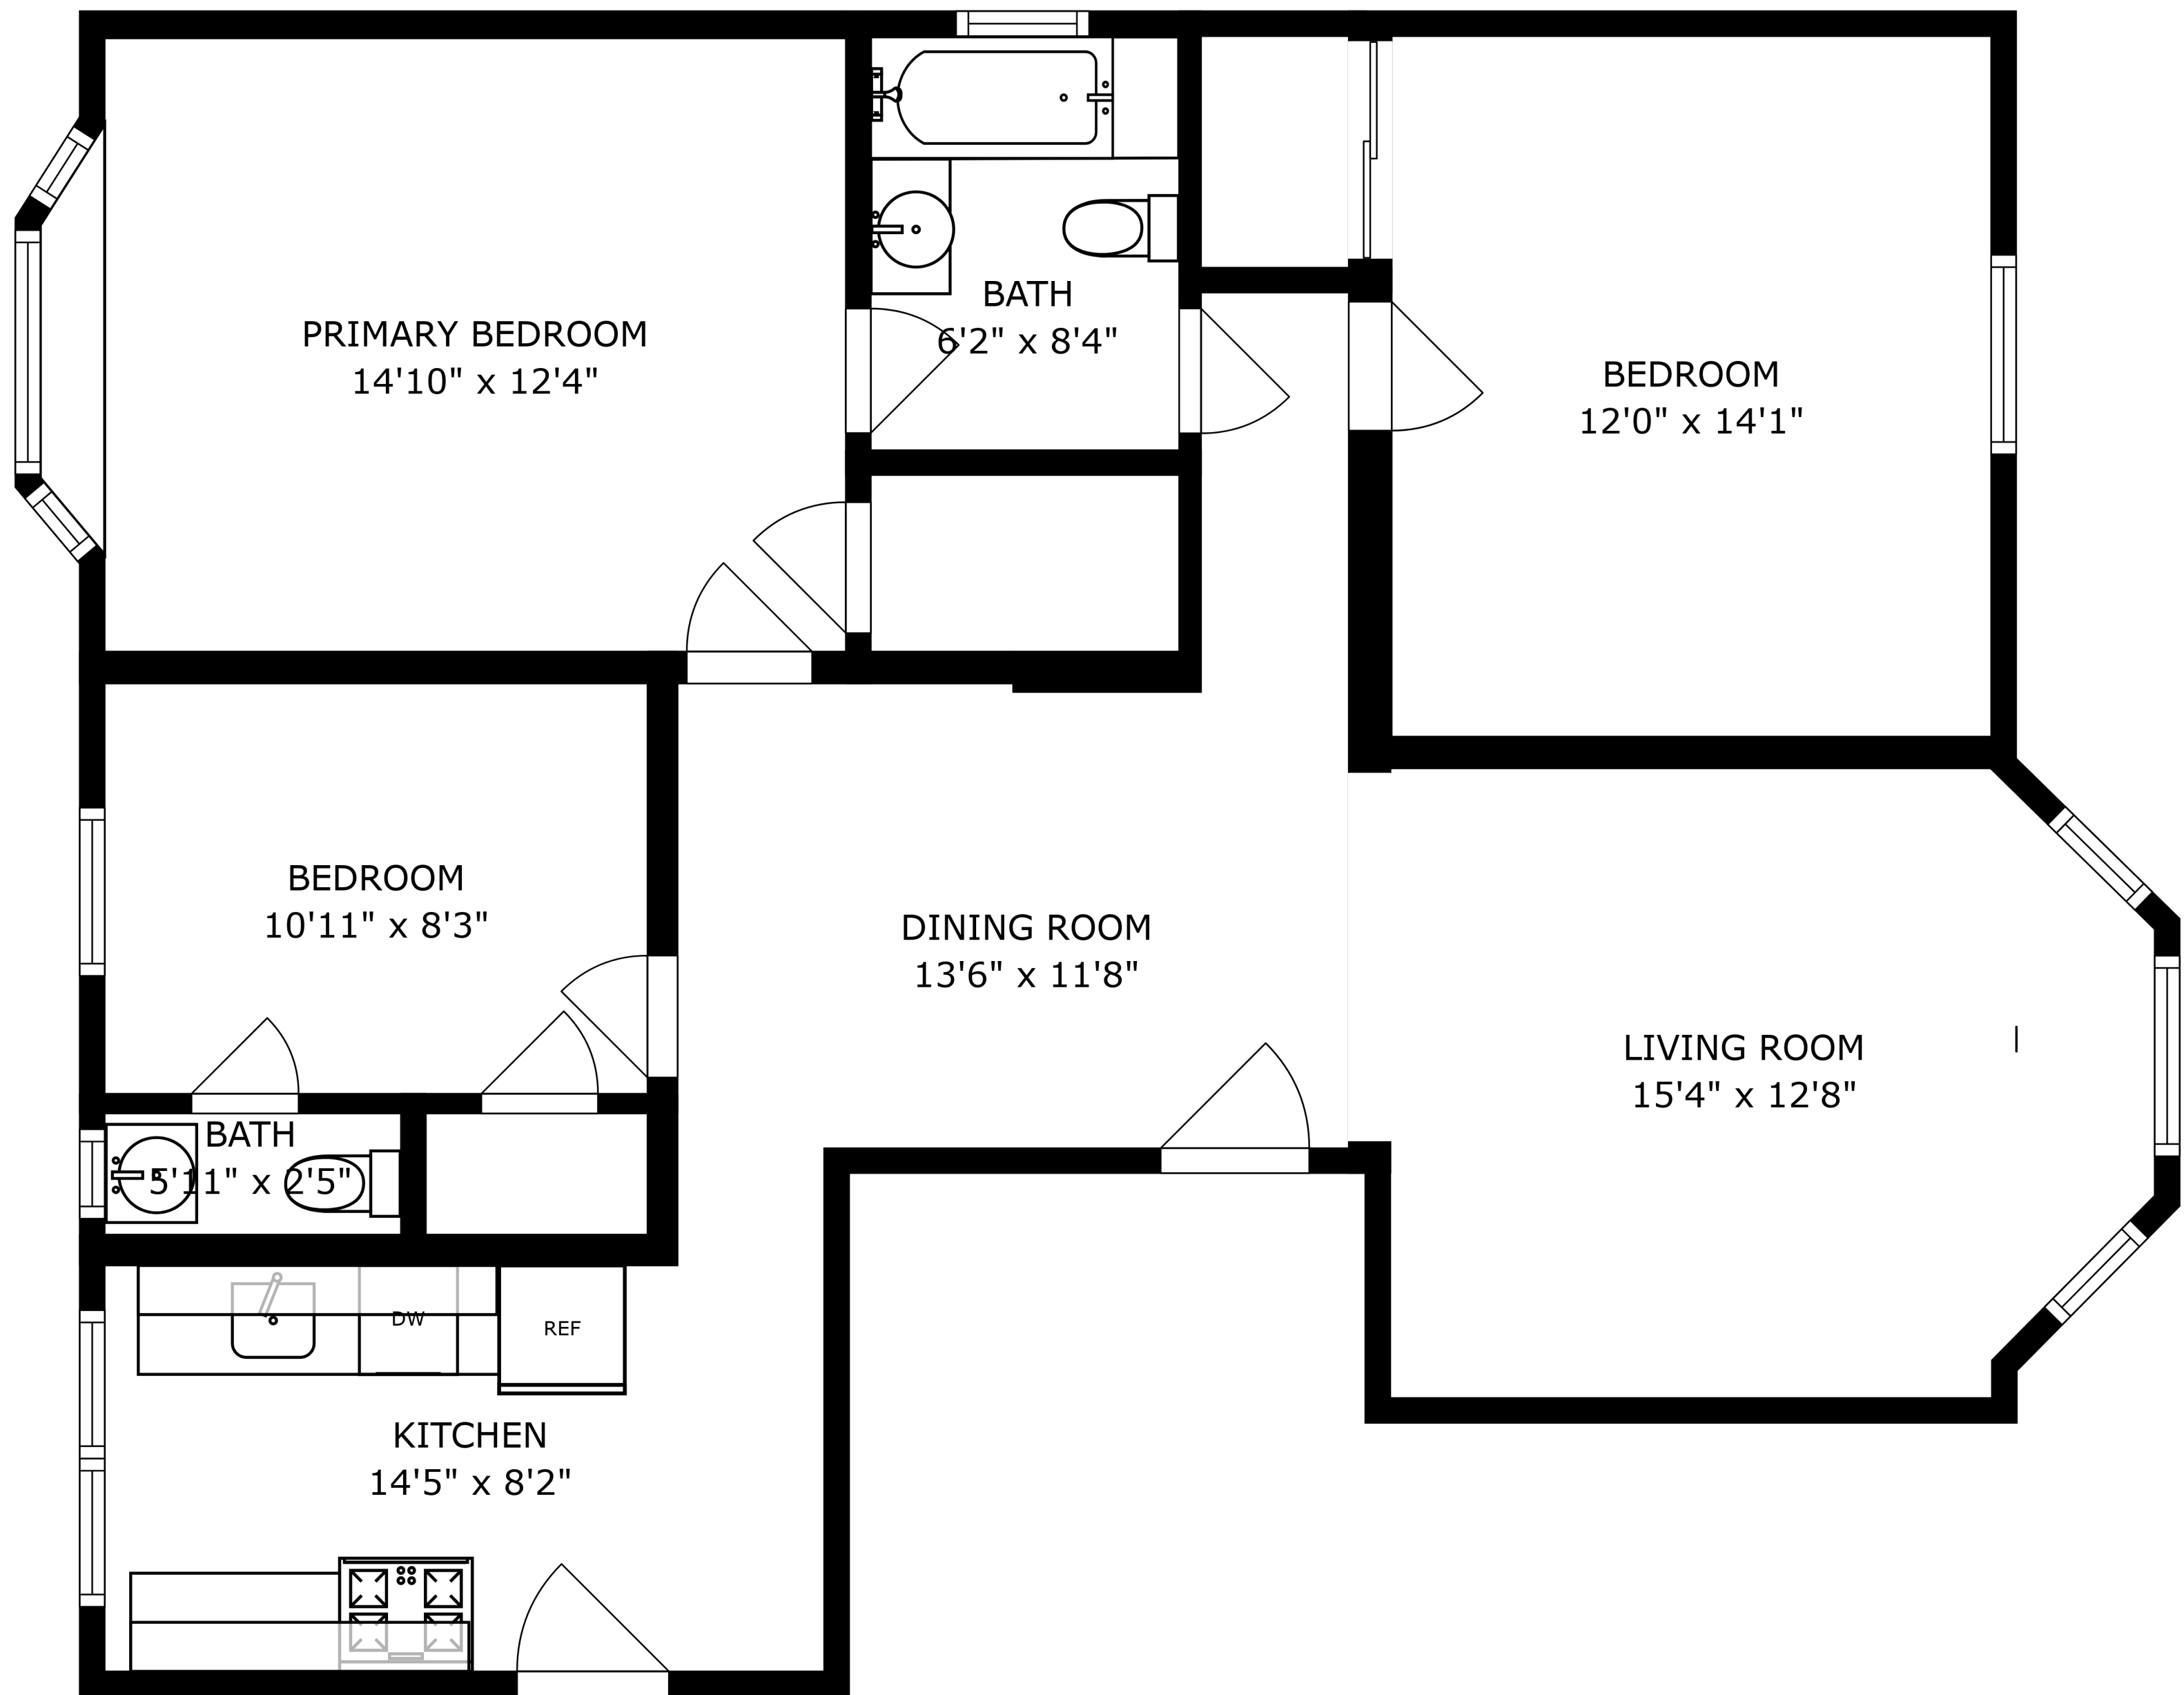 PRIMARY BEDROOM
14'10" x 12'4"
BATH
6'2" x 8'4"
BEDROOM
12'0" x 14'1"
BEDROOM
10'11" x 8'3"
DINING ROOM
13'6" x 11'8"
LIVING ROOM
15'4" x 12'8"
BATH
5'11" x 2'5"
DW
REF
KITCHEN
14'5" x 8'2"